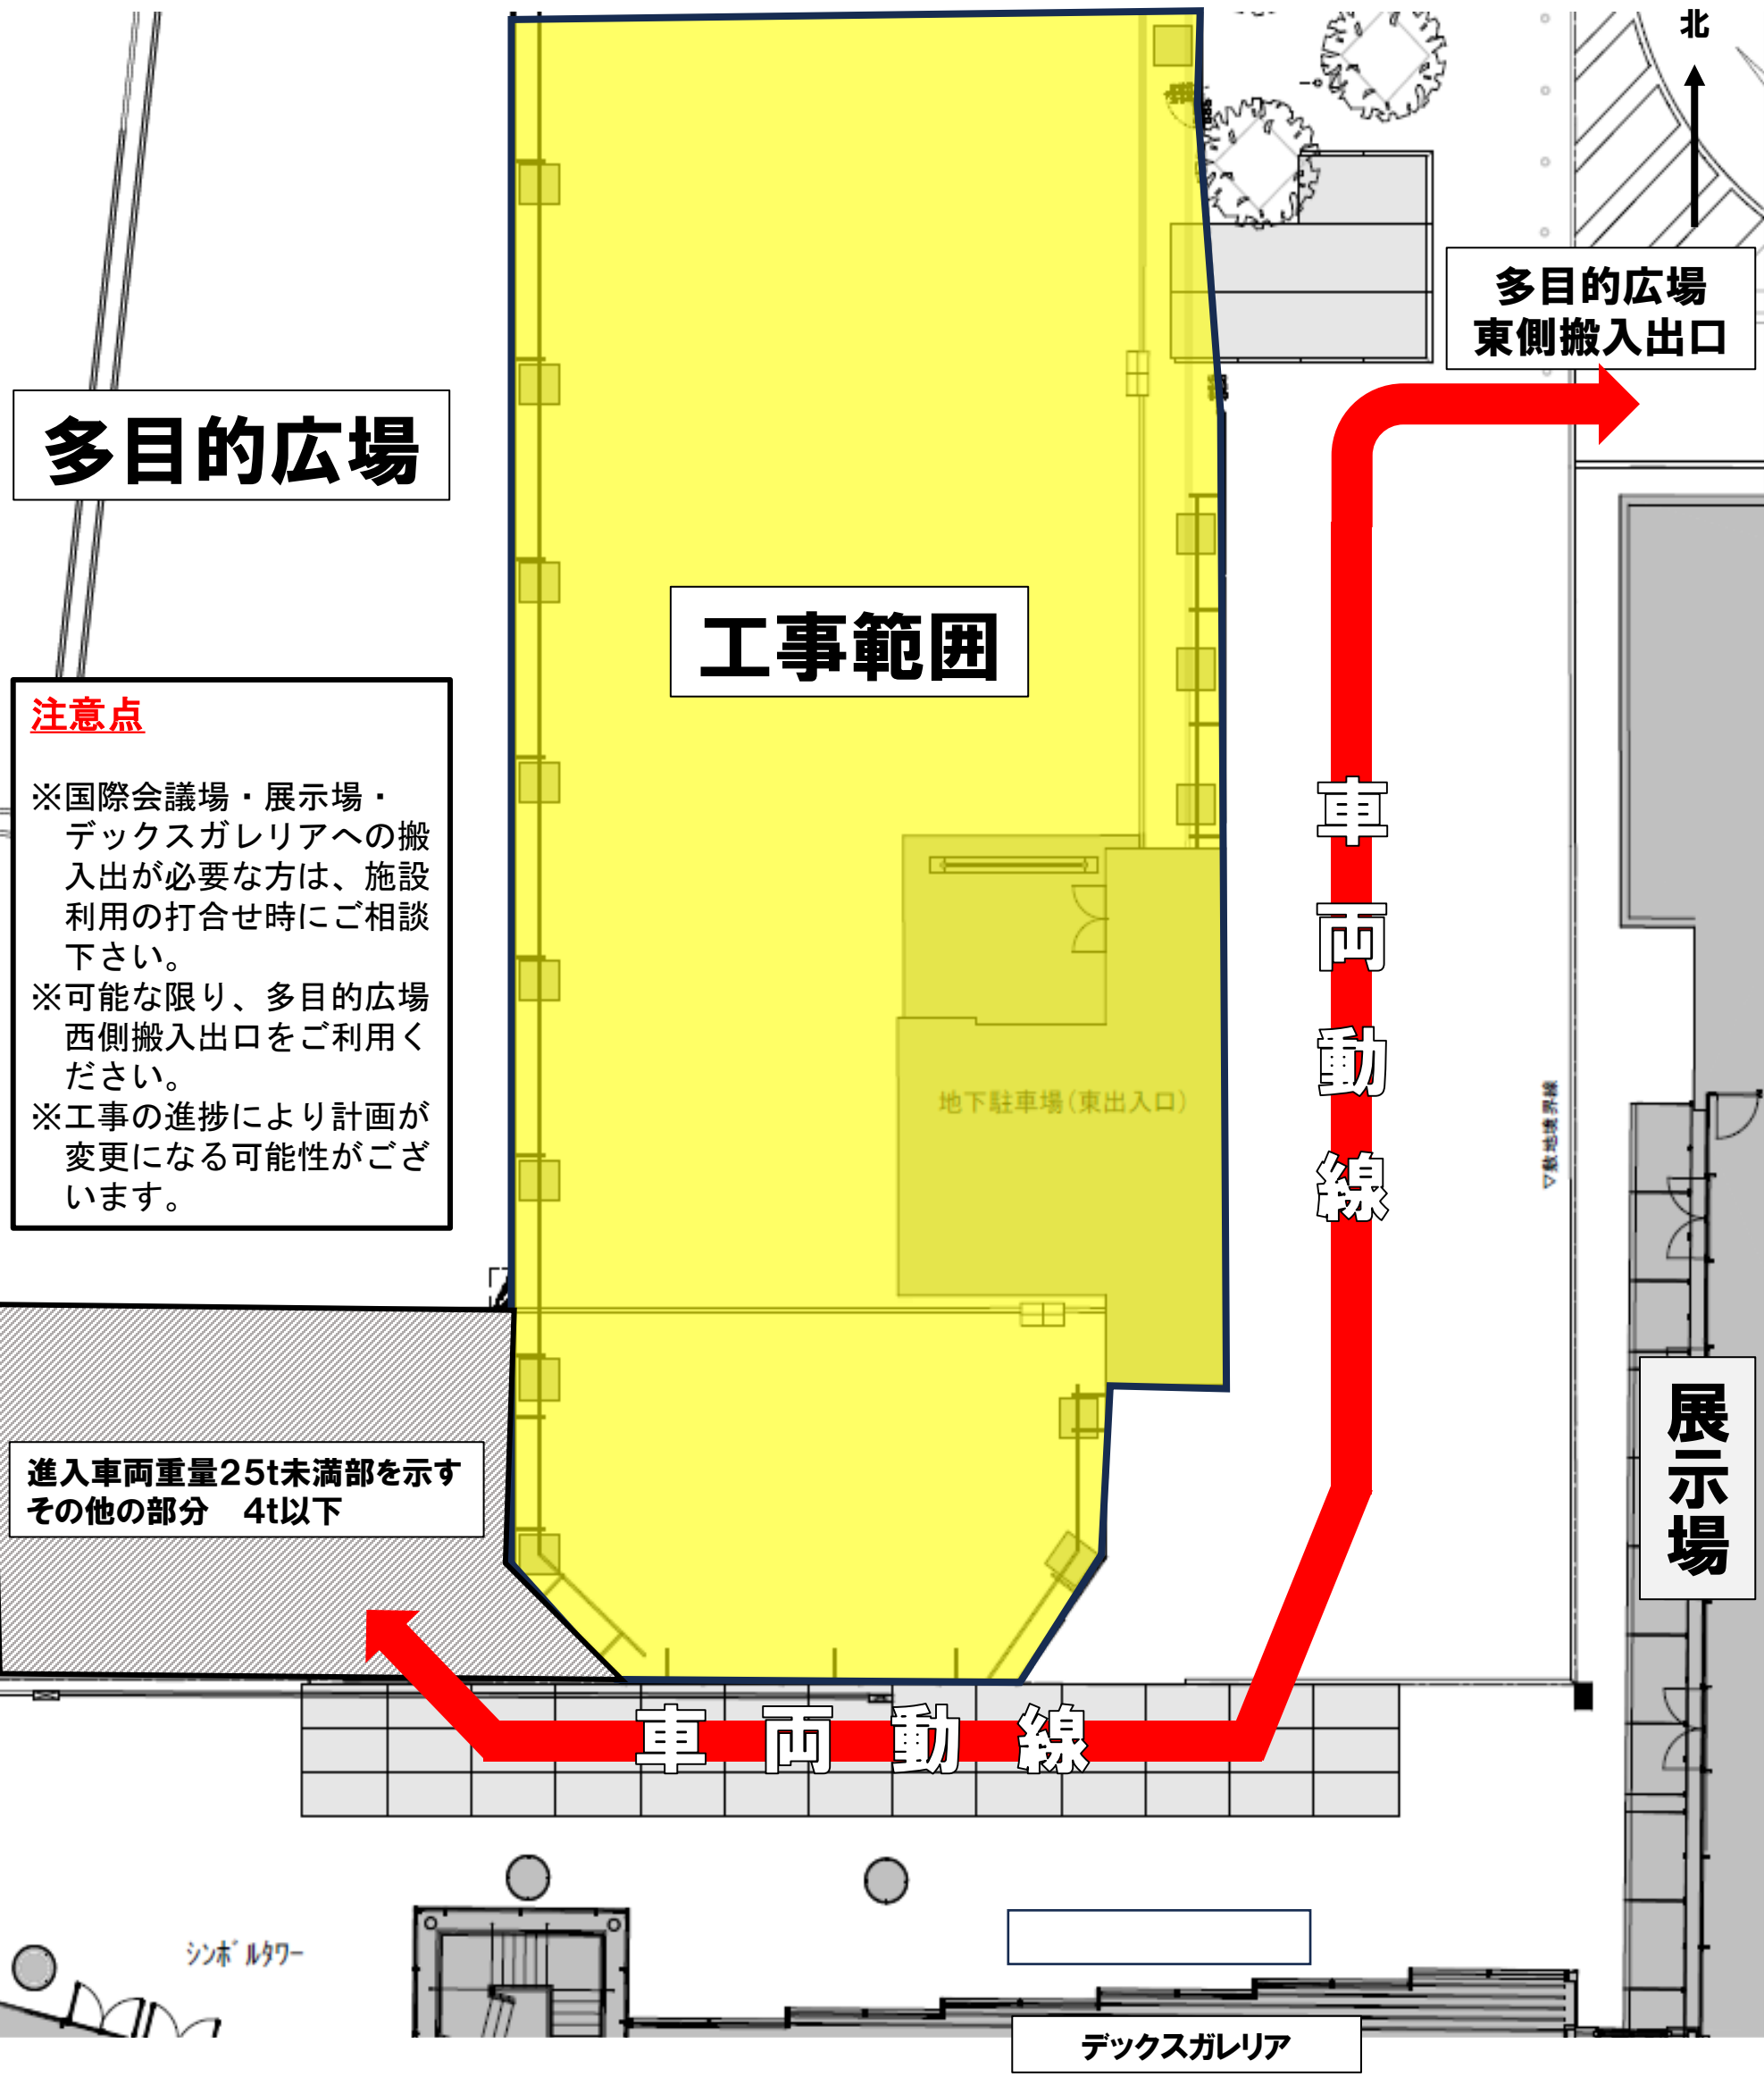 北
多目的広場
東側搬入出口
多目的広場
工事範囲
注意点
※国際会議場・展示場・
デックスガレリアへの搬
入出が必要な方は、施設
利用の打合せ時にご相談
下さい。
※可能な限り、多目的広場
西側搬入出口をご利用く
ださい。
※工事の進捗により計画が
変更になる可能性がござ
います。
車両動線
地下駐車場(東出入口)
▽敷地境界線
展示場
進入車両重量25t未満部を示す
その他の部分　4t以下
車両動線
シンボルタワー
デックスガレリア